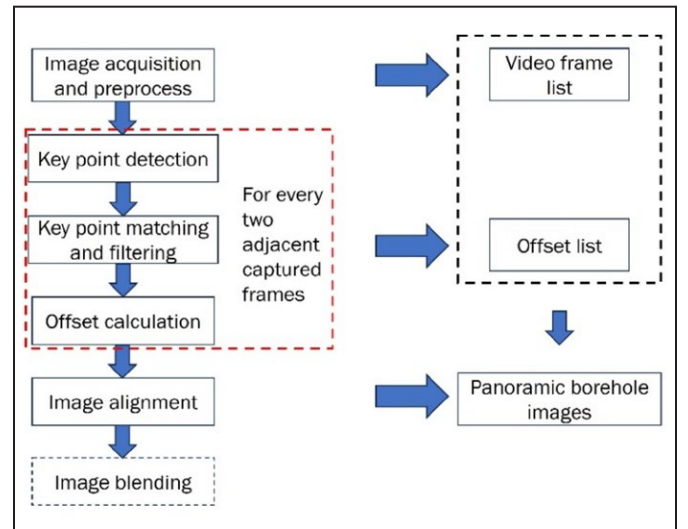 Image acquisition
and preprocess
Key point detection
Key point matching
and filtering
Offset calculation
Image alignment
Image blending
For every
two
adjacent
captured
frames
Video frame
list
Offset list
Panoramic borehole
images